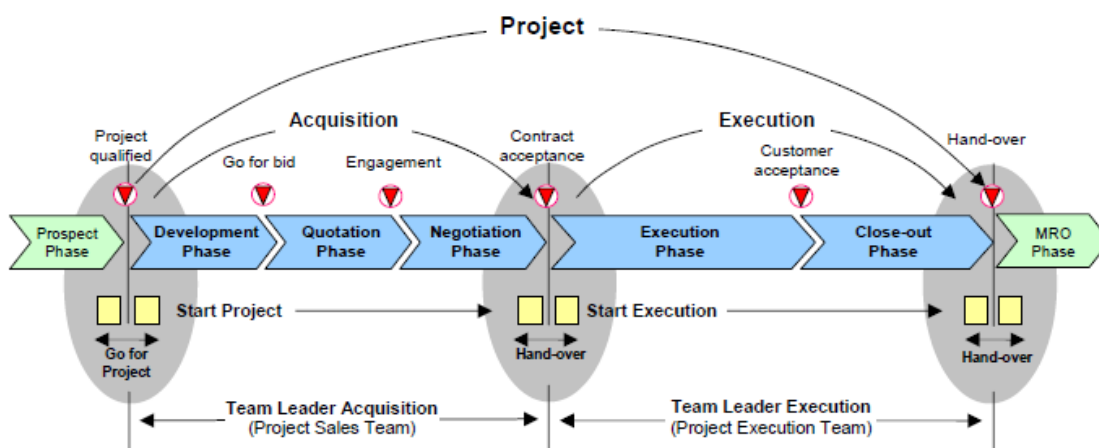 Project
Acquisition
Execution
Project
qualified
Go for bid
Engagement
Contract
acceptance
Customer
acceptance
Hand-over
Prospect
Phase
Development
Phase
Quotation
Phase
Negotiation
Phase
Execution
Phase
Close-out
Phase
MRO
Phase
Start Project
Start Execution
Go for
Project
Hand-over
Hand-over
Team Leader Acquisition
(Project Sales Team)
Team Leader Execution
(Project Execution Team)